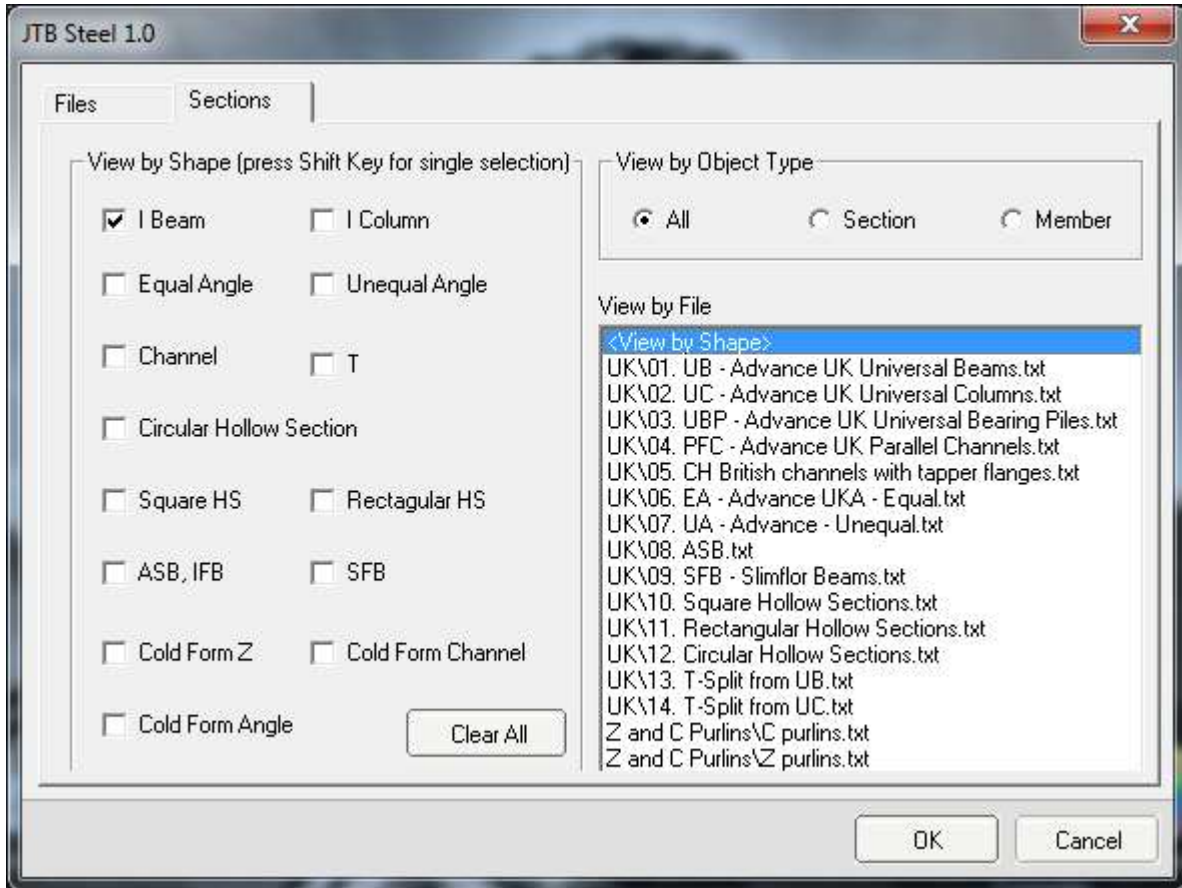 JTB Steel 1.0
Files Sections
View by Shape (press Shift Key for single selection)
I Beam I Column
Equal Angle Unequal Angle
Channel T
Circular Hollow Section
Square HS Rectagular HS
ASB, IFB SFB
Cold Form Z Cold Form Channel
Cold Form Angle Clear All
View by Object Type
All Section Member
View by File
<View by Shape>
UK\01. UB - Advance UK Universal Beams.txt
UK\02. UC - Advance UK Universal Columns.txt
UK\03. UBP - Advance UK Universal Bearing Piles.txt
UK\04. PFC - Advance UK Parallel Channels.txt
UK\05. CH British channels with tapper flanges.txt
UK\06. EA - Advance UKA - Equal.txt
UK\07. UA - Advance - Unequal.txt
UK\08. ASB.txt
UK\09. SFB - Slimflor Beams.txt
UK\10. Square Hollow Sections.txt
UK\11. Rectangular Hollow Sections.txt
UK\12. Circular Hollow Sections.txt
UK\13. T-Split from UB.txt
UK\14. T-Split from UC.txt
Z and C Purlins\C purlins.txt
Z and C Purlins\Z purlins.txt
OK Cancel